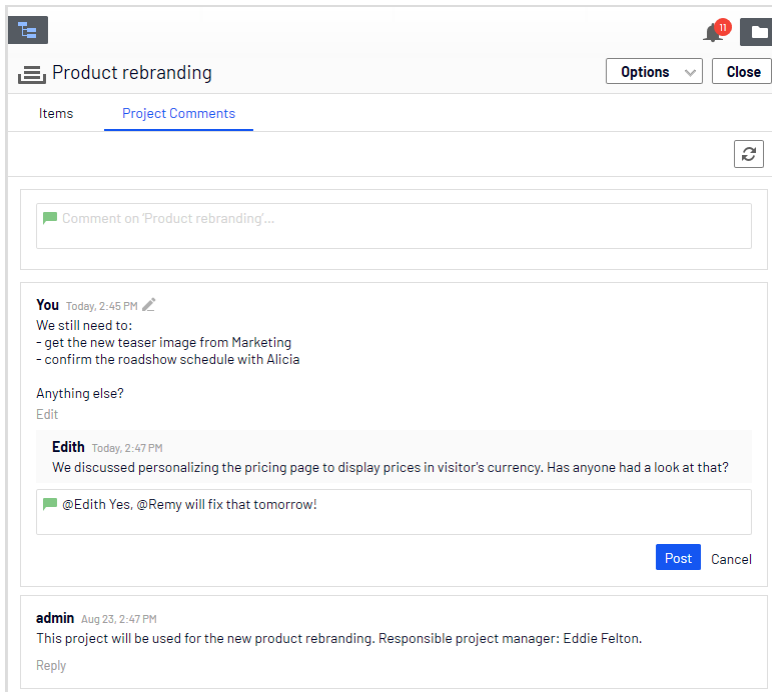 11
Product rebranding
Options
Close
Items
Project Comments
Comment on 'Product rebranding'...
You Today, 2:45 PM
We still need to:
- get the new teaser image from Marketing
- confirm the roadshow schedule with Alicia
Anything else?
Edit
Edith Today, 2:47 PM
We discussed personalizing the pricing page to display prices in visitor's currency. Has anyone had a look at that?
@Edith Yes, @Remy will fix that tomorrow!
Post Cancel
admin Aug 23, 2:47 PM
This project will be used for the new product rebranding. Responsible project manager: Eddie Felton.
Reply